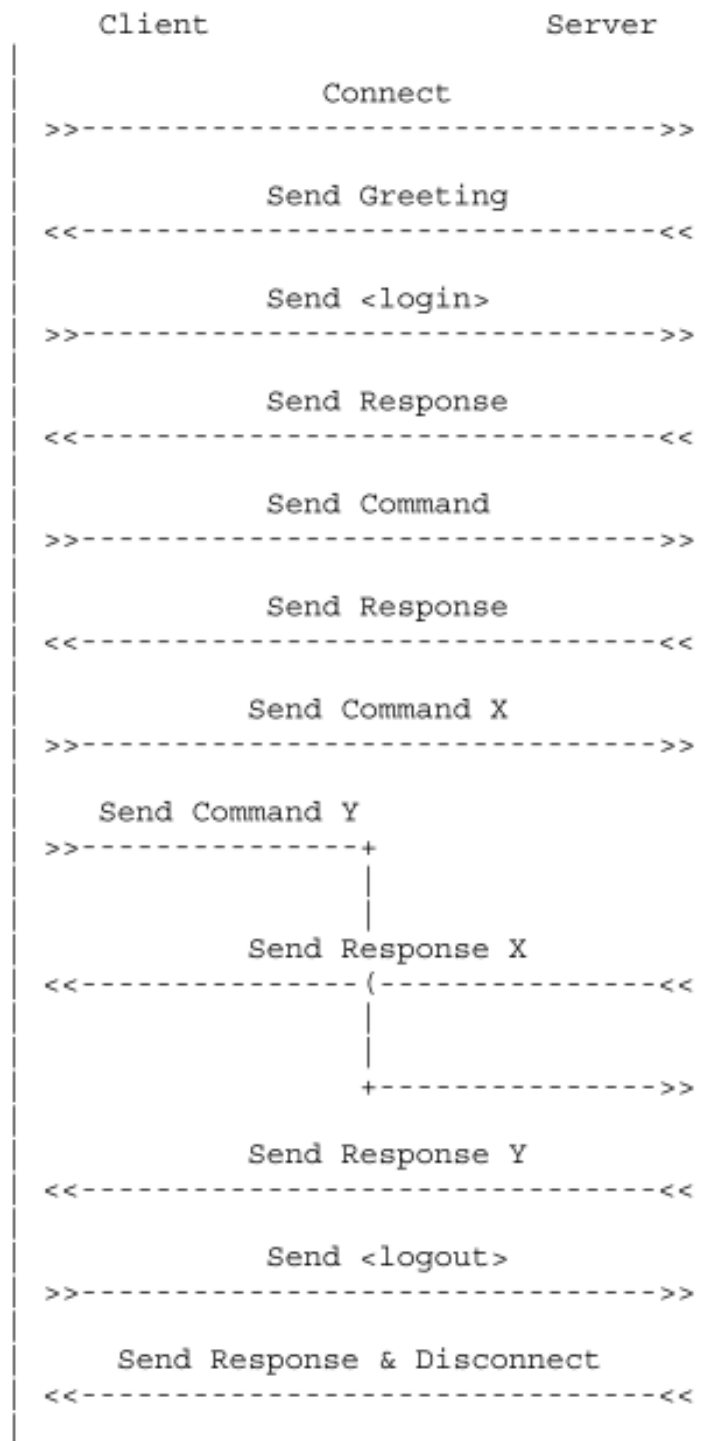 Client Server
Connect
>>------------------------------->>
Send Greeting
<<-------------------------------<<
Send <login>
>>------------------------------->>
Send Response
<<-------------------------------<<
Send Command
>>------------------------------->>
Send Response
<<-------------------------------<<
Send Command X
>>------------------------------->>
Send Command Y
>>---------------+
|
|
Send Response X
<<---------------(---------------<<
|
|
+--------------->>
Send Response Y
<<-------------------------------<<
Send <logout>
>>------------------------------->>
Send Response & Disconnect
<<-------------------------------<<